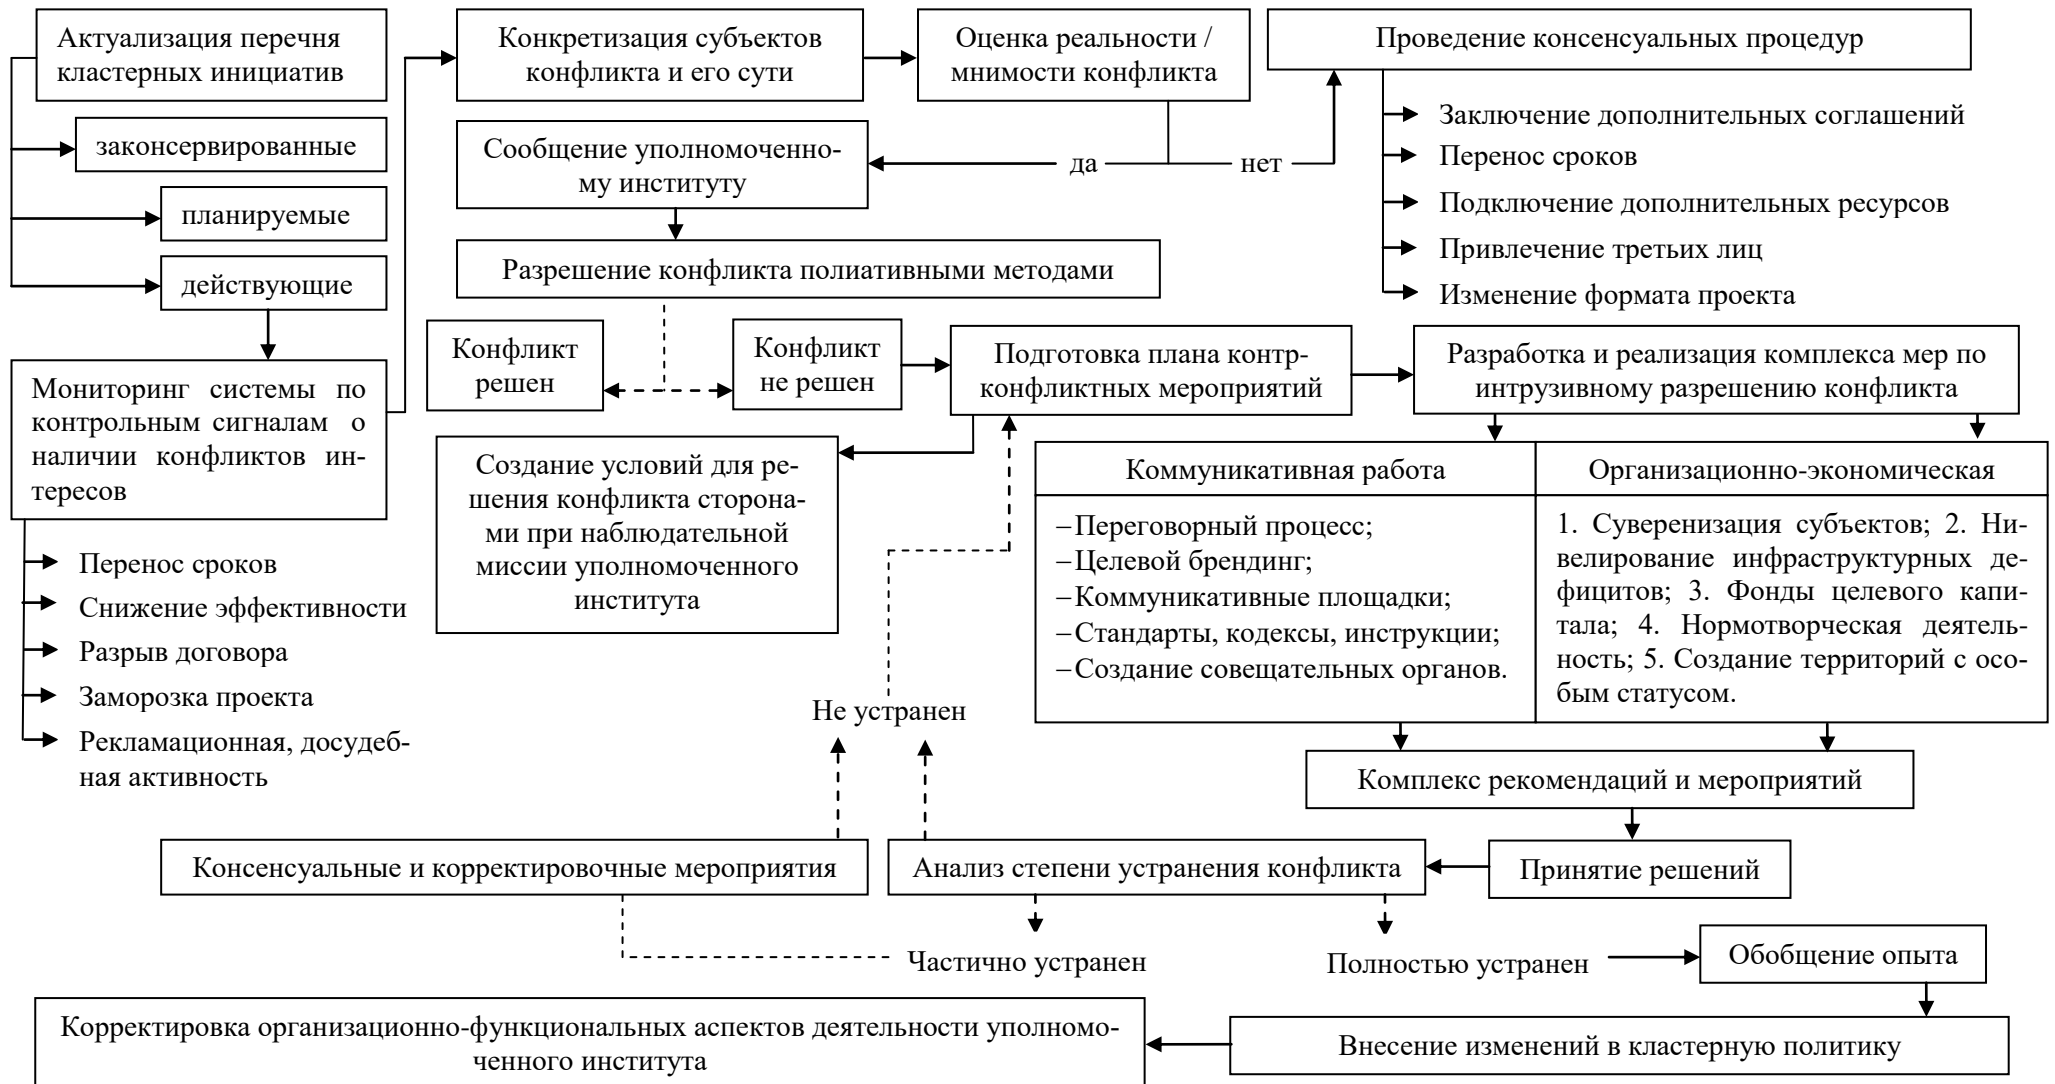 Актуализация перечня
кластерных инициатив
законсервированные
планируемые
действующие
Мониторинг системы по
контрольным сигналам о
наличии конфликтов ин-
тересов
Перенос сроков
Снижение эффективности
Разрыв договора
Заморозка проекта
Рекламационная, досудеб-
ная активность
Конкретизация субъектов
конфликта и его сути
Оценка реальности /
мнимости конфликта
да
нет
Сообщение уполномоченно-
му институту
Проведение консенсуальных процедур
Заключение дополнительных соглашений
Перенос сроков
Подключение дополнительных ресурсов
Привлечение третьих лиц
Изменение формата проекта
Разрешение конфликта полиативными методами
Конфликт
решен
Конфликт
не решен
Подготовка плана контр-
конфликтных мероприятий
Создание условий для ре-
шения конфликта сторона-
ми при наблюдательной
миссии уполномоченного
института
Разработка и реализация комплекса мер по
интрузивному разрешению конфликта
Коммуникативная работа
–Переговорный процесс;
–Целевой брендинг;
–Коммуникативные площадки;
–Стандарты, кодексы, инструкции;
–Создание совещательных органов.
Организационно-экономическая
1. Суверенизация субъектов; 2. Ни-
велирование инфраструктурных де-
фицитов; 3. Фонды целевого капи-
тала; 4. Нормотворческая деятель-
ность; 5. Создание территорий с осо-
бым статусом.
Комплекс рекомендаций и мероприятий
Принятие решений
Анализ степени устранения конфликта
Не устранен
Консенсуальные и корректировочные мероприятия
Частично устранен
Полностью устранен
Обобщение опыта
Внесение изменений в кластерную политику
Корректировка организационно-функциональных аспектов деятельности уполномо-
ченного института